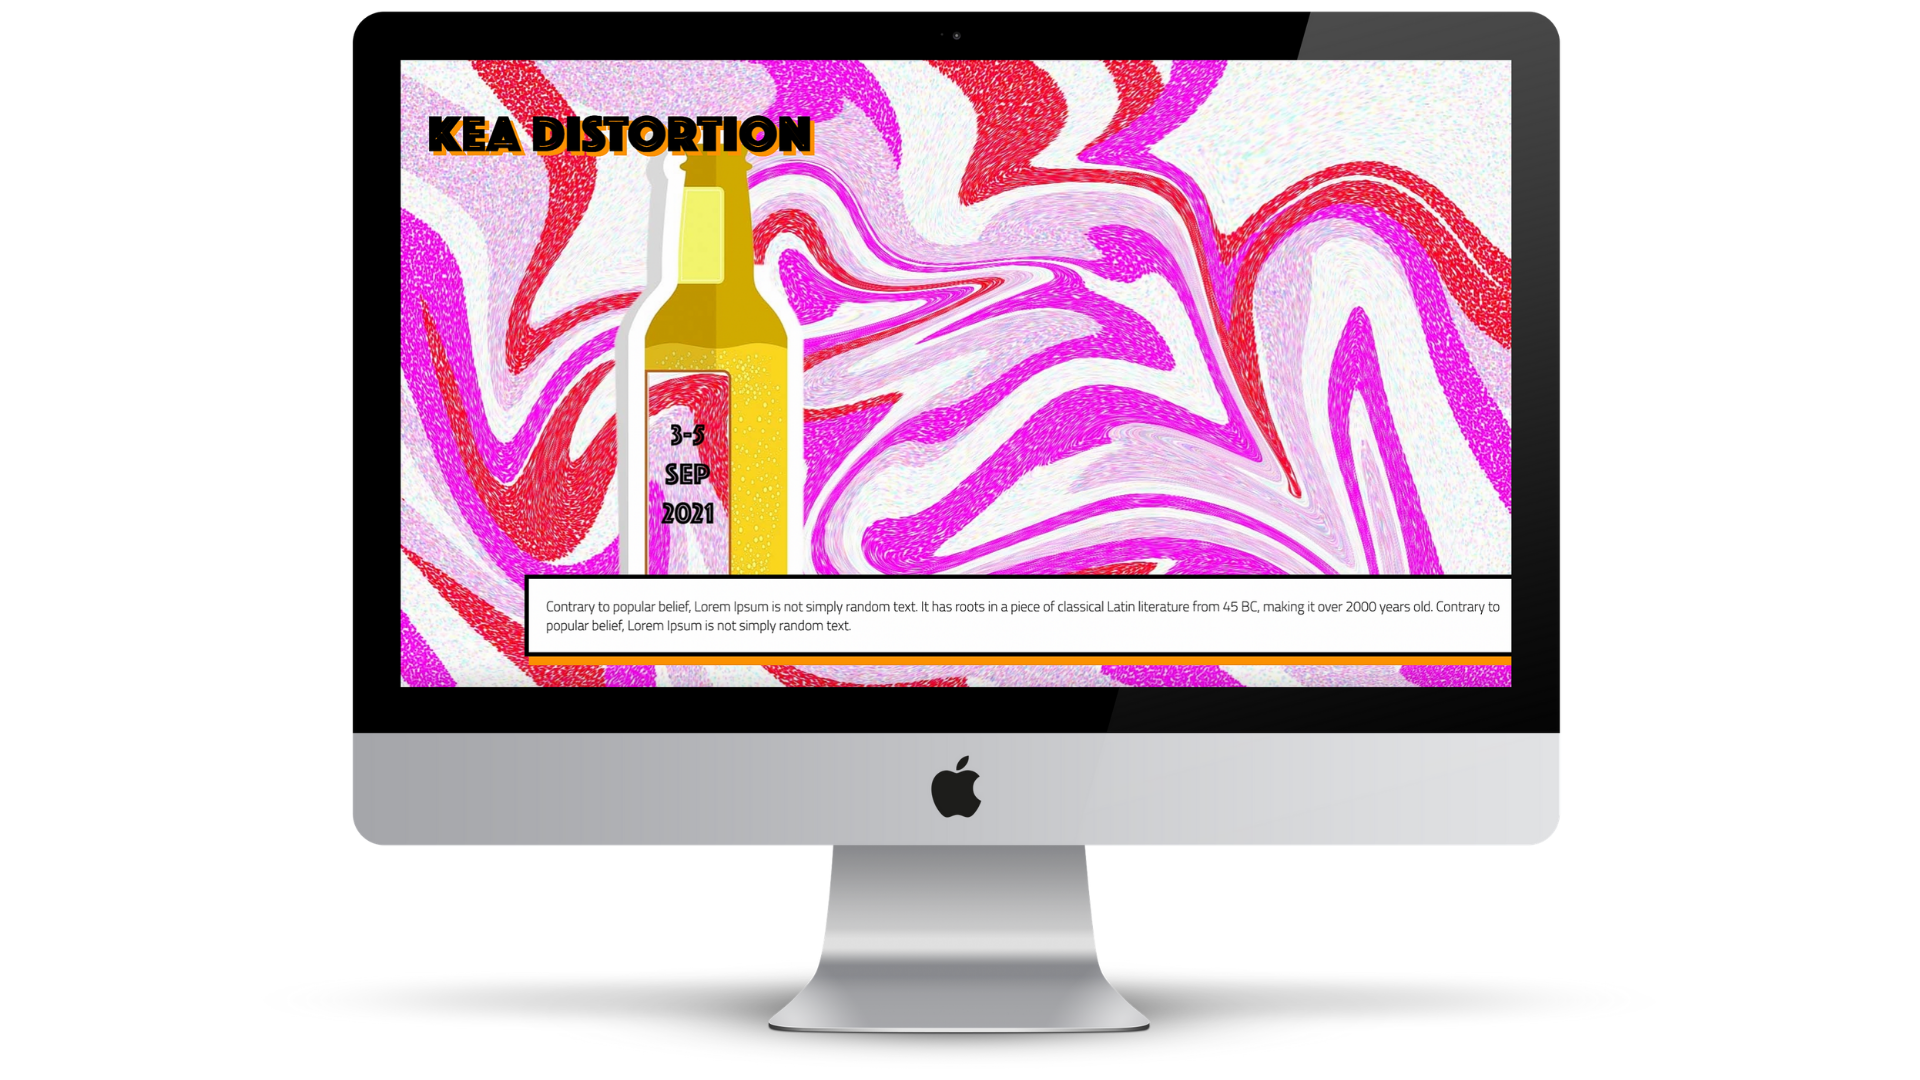 KEA DISTORTION
3-5
SEP
2021
Contrary to popular belief, Lorem Ipsum is not simply random text. It has roots in a piece of classical Latin literature from 45 BC, making it over 2000 years old. Contrary to
popular belief, Lorem Ipsum is not simply random text.